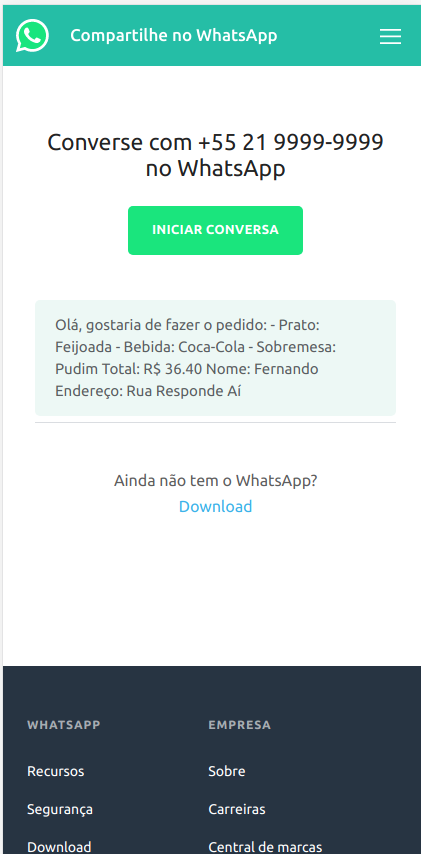 Compartilhe no WhatsApp
Converse com +55 21 9999-9999
no WhatsApp
INICIAR CONVERSA
Olá, gostaria de fazer o pedido: - Prato:
Feijoada - Bebida: Coca-Cola - Sobremesa:
Pudim Total: R$ 36.40 Nome: Fernando
Endereço: Rua Responde Aí
Ainda não tem o WhatsApp?
Download
WHATSAPP
Recursos
Segurança
Download
EMPRESA
Sobre
Carreiras
Central de marcas